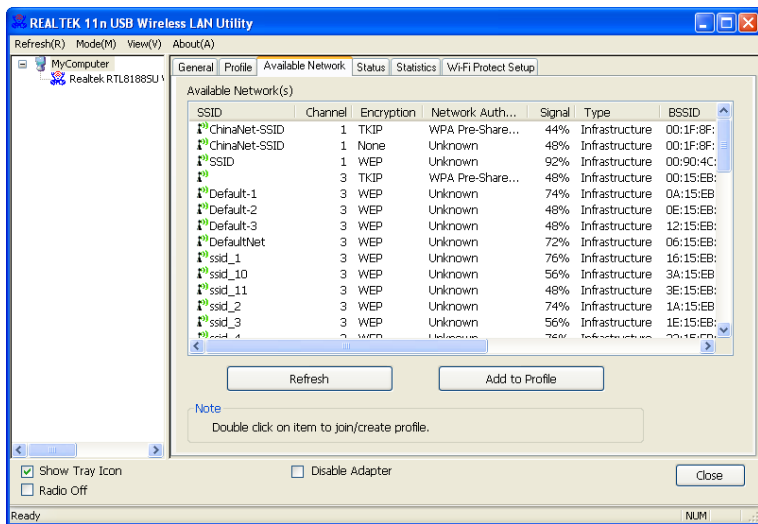 REALTEK 11n USB Wireless LAN Utility
Refresh(R) Mode(M) View(V) About(A)
MyComputer
Realtek RTL8188SU
General Profile Available Network Status Statistics Wi-Fi Protect Setup
Available Network(s)
SSID Channel Encryption Network Auth... Signal Type BSSID
ChinaNet-SSID 1 TKIP WPA Pre-Share... 44% Infrastructure 00:1F:8F:
ChinaNet-SSID 1 None Unknown 48% Infrastructure 00:1F:8F:
SSID 1 WEP Unknown 92% Infrastructure 00:90:4C:
3 TKIP WPA Pre-Share... 48% Infrastructure 00:15:EB:
Default-1 3 WEP Unknown 74% Infrastructure 0A:15:EB:
Default-2 3 WEP Unknown 48% Infrastructure 0E:15:EB:
Default-3 3 WEP Unknown 48% Infrastructure 12:15:EB:
DefaultNet 3 WEP Unknown 72% Infrastructure 06:15:EB:
ssid_1 3 WEP Unknown 76% Infrastructure 16:15:EB:
ssid_10 3 WEP Unknown 56% Infrastructure 3A:15:EB
ssid_11 3 WEP Unknown 48% Infrastructure 3E:15:EB:
ssid_2 3 WEP Unknown 74% Infrastructure 1A:15:EB
ssid_3 3 WEP Unknown 56% Infrastructure 1E:15:EB:
Refresh Add to Profile
Note
Double click on item to join/create profile.
Show Tray Icon Disable Adapter Close
Radio Off
Ready NUM